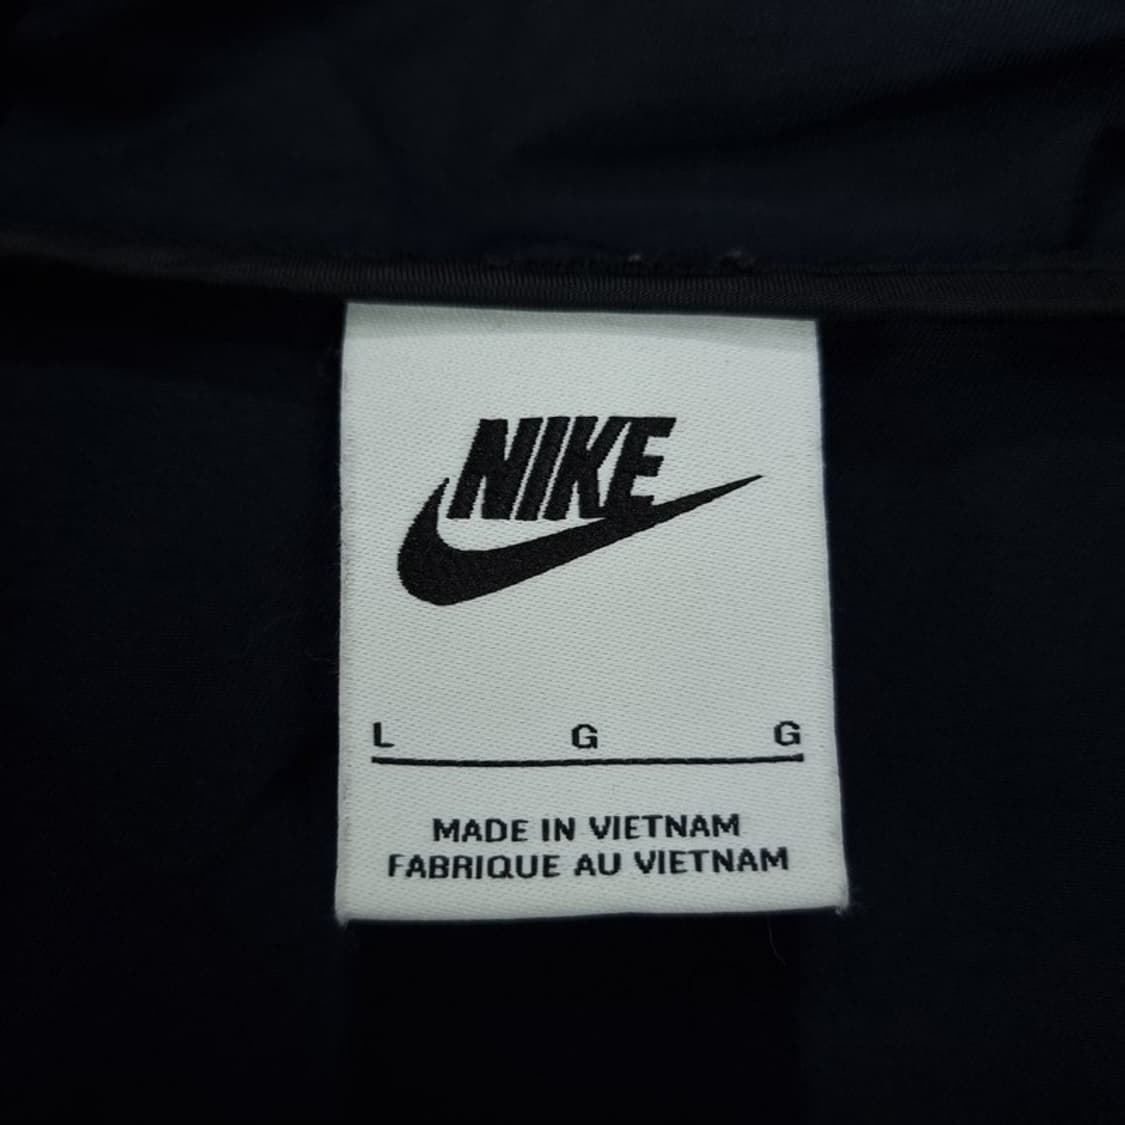 NIKE
L G G
MADE IN VIETNAM
FABRIQUE AU VIETNAM